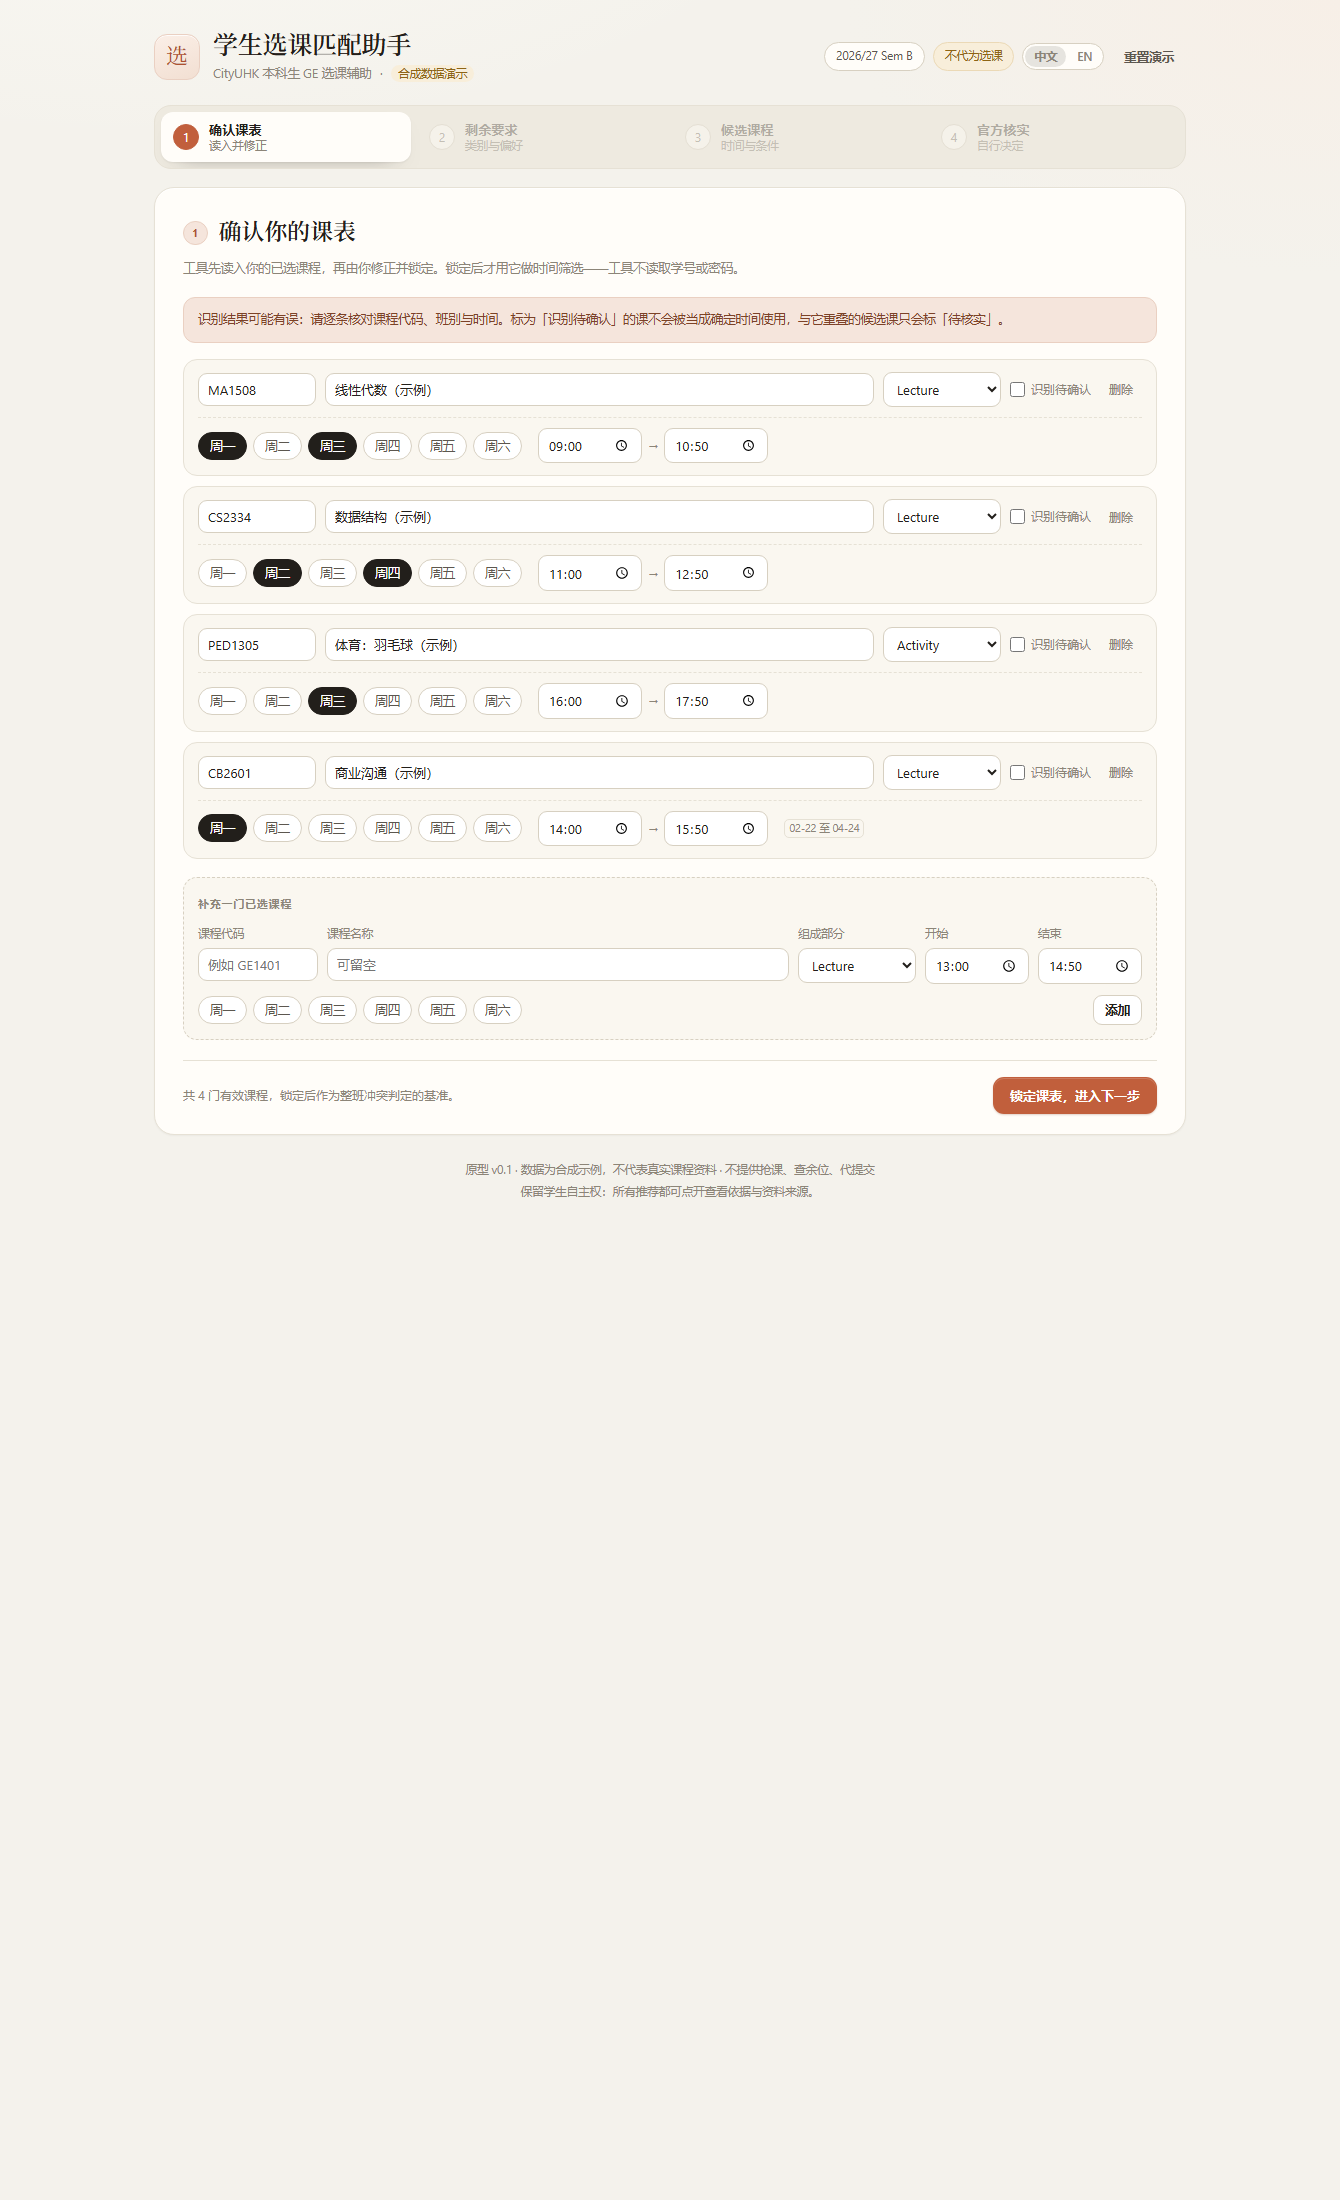 选
学生选课匹配助手
CityUHK 本科生 GE 选课辅助 · 合成数据演示
2026/27 Sem B
不代为选课
中文 EN
重置演示
1 确认课表
读入并修正
2 剩余要求
类别与偏好
3 候选课程
时间与条件
4 官方核实
自行决定
1 确认你的课表
工具先读入你的已选课程，再由你修正并锁定。锁定后才用它做时间筛选——工具不读取学号或密码。
识别结果可能有误：请逐条核对课程代码、班别与时间。标为「识别待确认」的课不会被当成确定时间使用，与它重叠的候选课只会标「待核实」。
MA1508 线性代数（示例） Lecture 识别待确认 删除
周一 周二 周三 周四 周五 周六 09:00 → 10:50
CS2334 数据结构（示例） Lecture 识别待确认 删除
周一 周二 周三 周四 周五 周六 11:00 → 12:50
PED1305 体育：羽毛球（示例） Activity 识别待确认 删除
周一 周二 周三 周四 周五 周六 16:00 → 17:50
CB2601 商业沟通（示例） Lecture 识别待确认 删除
周一 周二 周三 周四 周五 周六 14:00 → 15:50 02-22 至 04-24
补充一门已选课程
课程代码 课程名称 组成部分 开始 结束
例如 GE1401 可留空 Lecture 13:00 14:50
周一 周二 周三 周四 周五 周六 添加
共 4 门有效课程，锁定后作为整班冲突判定的基准。
锁定课表，进入下一步
原型 v0.1 · 数据为合成示例，不代表真实课程资料 · 不提供抢课、查余位、代提交
保留学生自主权：所有推荐都可点开查看依据与资料来源。